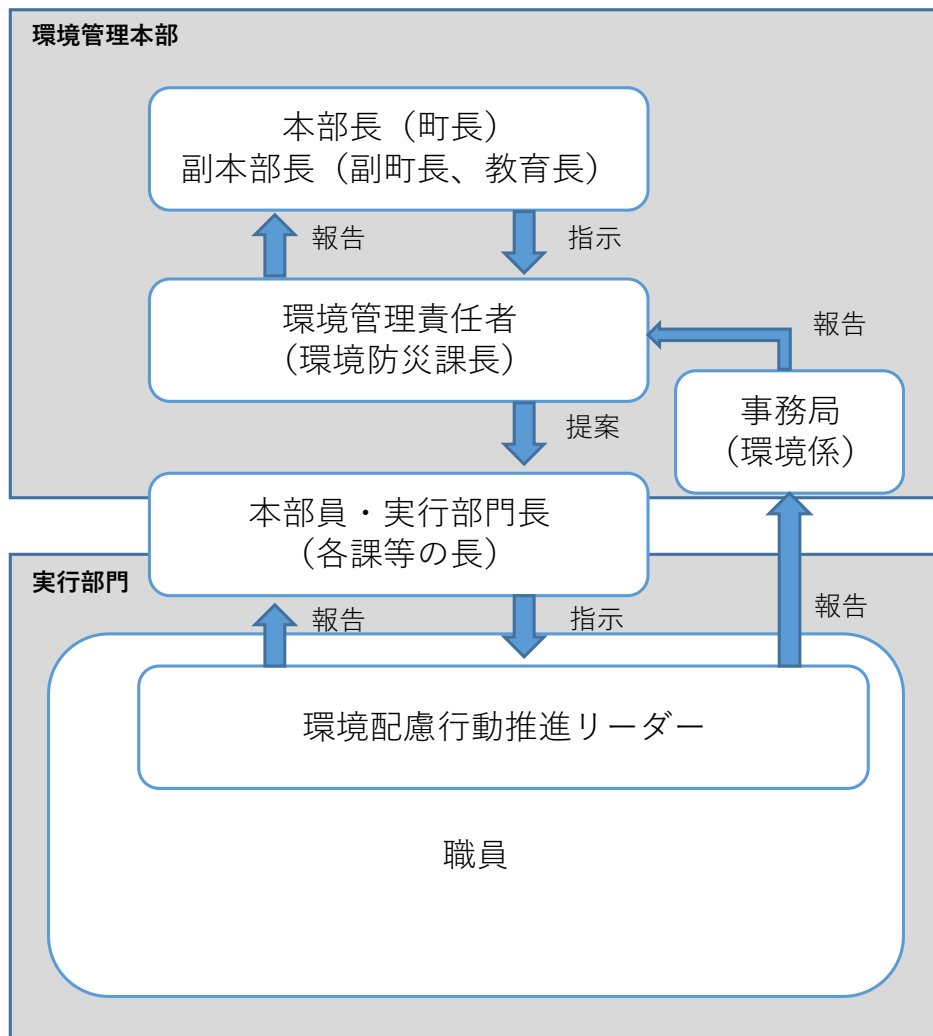 環境管理本部
本部長（町長）
副本部長（副町長、教育長）
報告
指示
環境管理責任者
（環境防災課長）
報告
提案
事務局
（環境係）
本部員・実行部門長
（各課等の長）
実行部門
報告
指示
報告
環境配慮行動推進リーダー
職員